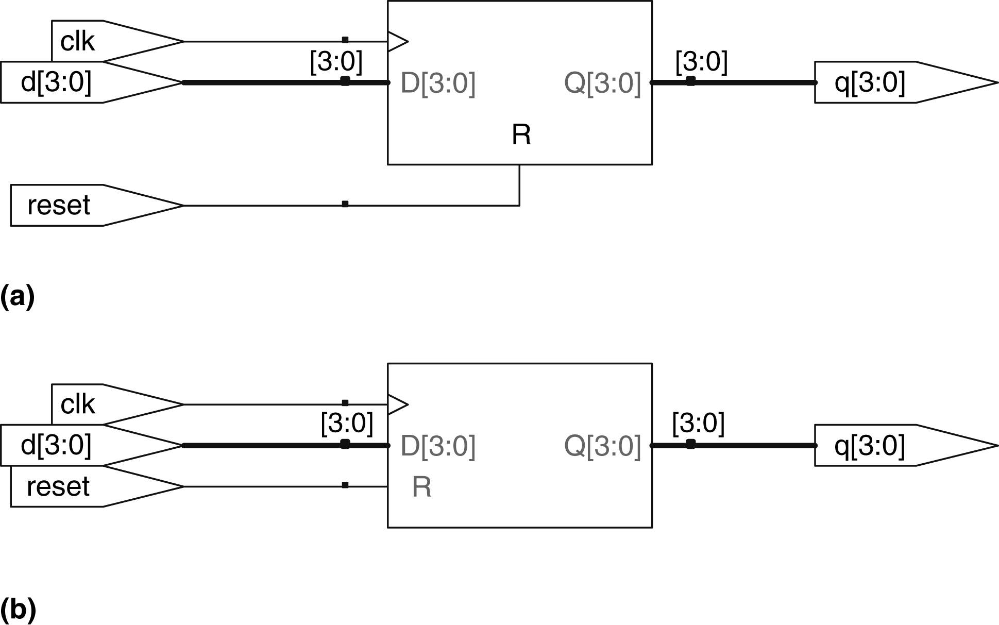 clk
[3:0]
[3:0]
d[3:0]
D[3:0]
Q[3:0]
q[3:0]
R
reset
(a)
clk
[3:0]
[3:0]
d[3:0]
D[3:0]
Q[3:0]
q[3:0]
reset
R
(b)